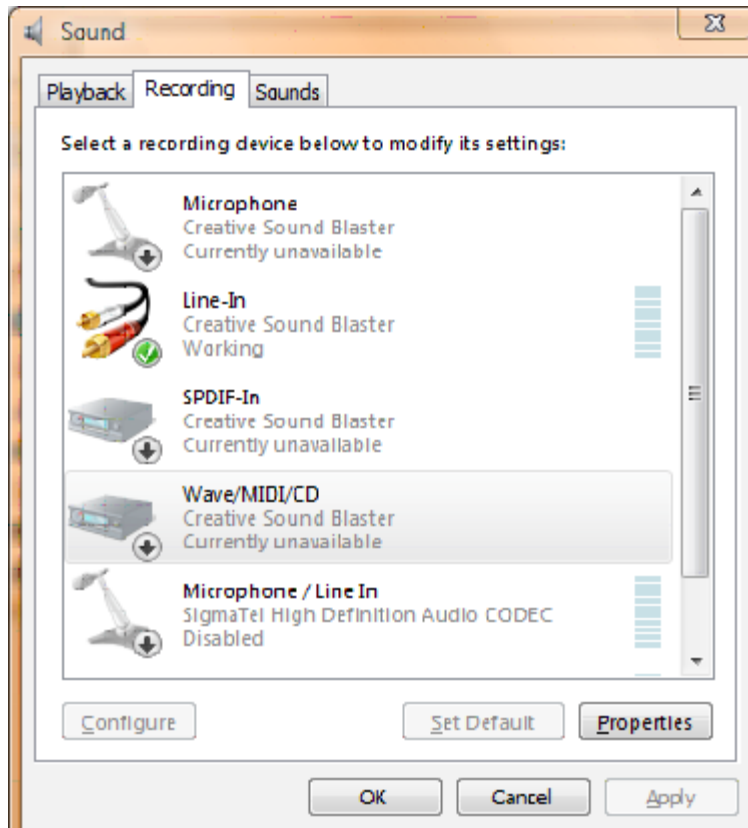 Sound
Playback Recording Sounds
Select a recording device below to modify its settings:
Microphone
Creative Sound Blaster
Currently unavailable
Line-In
Creative Sound Blaster
Working
SPDIF-In
Creative Sound Blaster
Currently unavailable
Wave/MIDI/CD
Creative Sound Blaster
Currently unavailable
Microphone / Line In
SigmaTel High Definition Audio CODEC
Disabled
Configure Set Default Properties
OK Cancel Apply